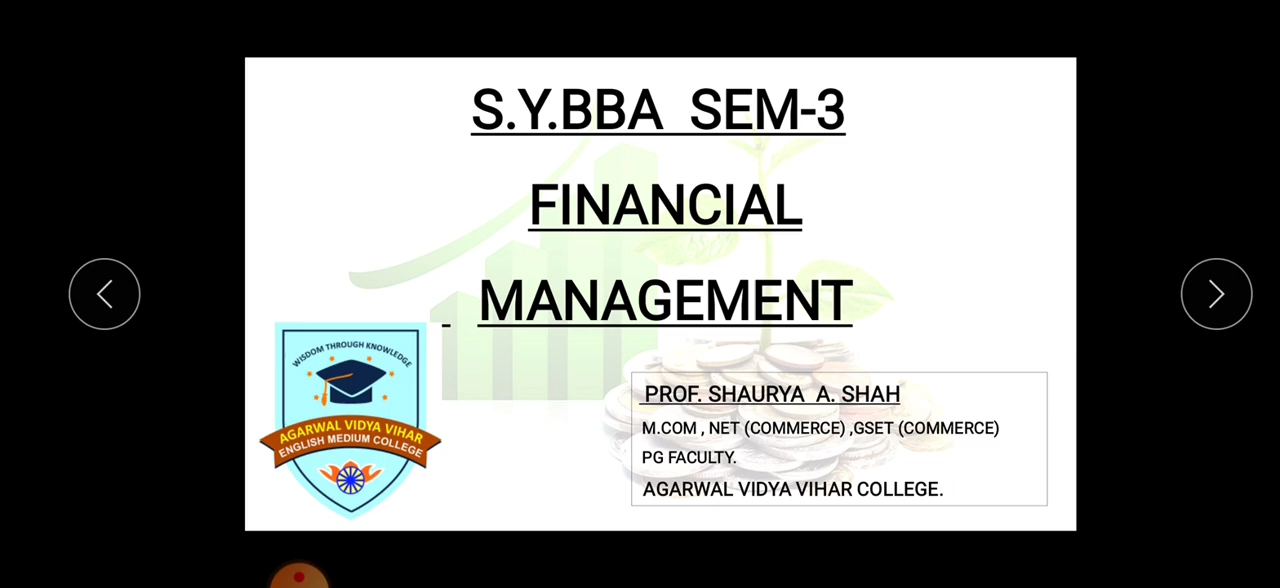 S.Y.BBA SEM-3
FINANCIAL
MANAGEMENT
WISDOM THROUGH KNOWLEDGE
AGARWAL VIDYA VIHAR
ENGLISH MEDIUM COLLEGE
PROF. SHAURYA A. SHAH
M.COM , NET (COMMERCE) ,GSET (COMMERCE)
PG FACULTY.
AGARWAL VIDYA VIHAR COLLEGE.